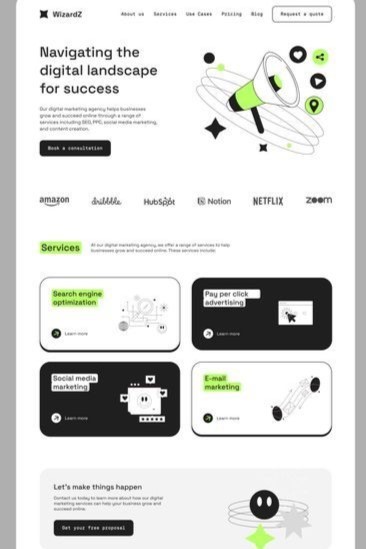 WizardZ
About us Services Use Cases Pricing Blog Request a quote
Navigating the
digital landscape
for success
Our digital marketing agency helps businesses
grow and succeed online through a range of
services including SEO, PPC, social media marketing,
and content creation.
Book a consultation
amazon dribbble HubSpot Notion NETFLIX zoom
Services
At our digital marketing agency, we offer a range of services to help
businesses grow and succeed online. These services include:
Search engine
optimization
Learn more
Pay per click
advertising
Learn more
Social media
marketing
Learn more
E-mail
marketing
Learn more
Let's make things happen
Contact us today to learn more about how our digital
marketing services can help your business grow and
succeed online.
Get your free proposal